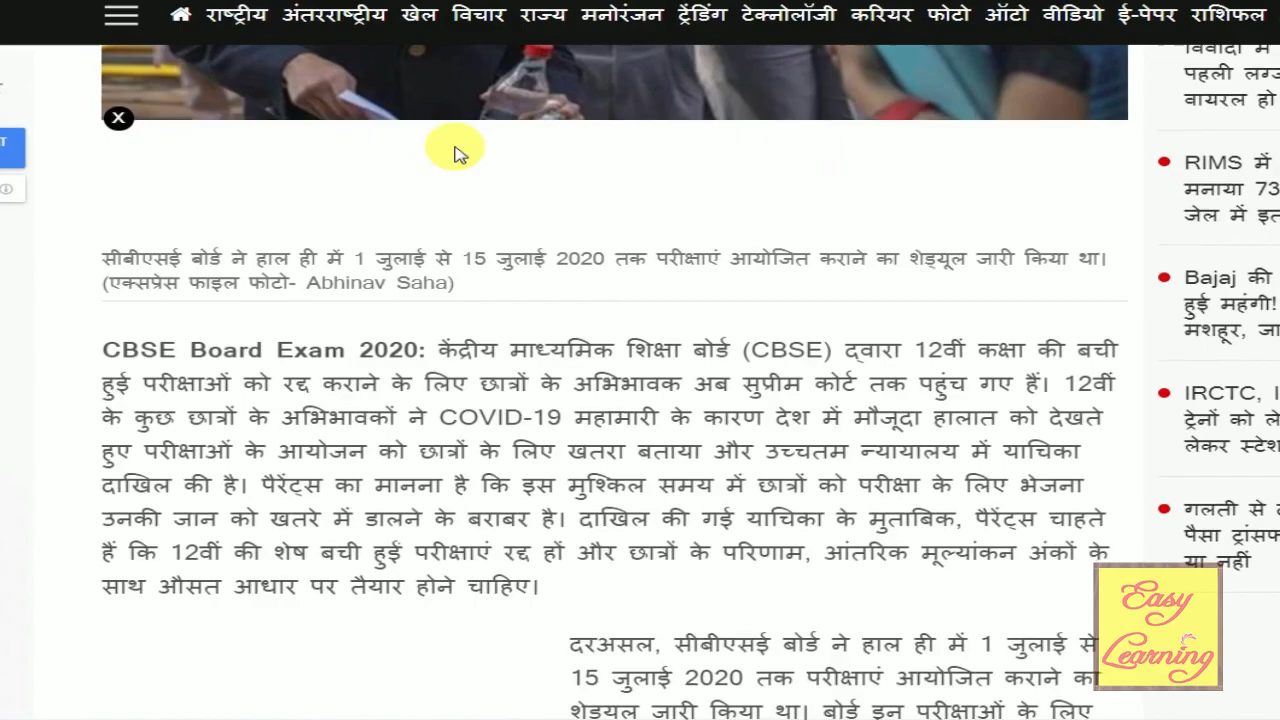 राष्ट्रीय अंतरराष्ट्रीय खेल विचार राज्य मनोरंजन ट्रेंडिंग टेक्नोलॉजी करियर फोटो ऑटो वीडियो ई-पेपर राशिफल
X
सीबीएसई बोर्ड ने हाल ही में 1 जुलाई से 15 जुलाई 2020 तक परीक्षाएं आयोजित कराने का शेड्यूल जारी किया था।
(एक्सप्रेस फाइल फोटो- Abhinav Saha)
CBSE Board Exam 2020: केंद्रीय माध्यमिक शिक्षा बोर्ड (CBSE) द्वारा 12वीं कक्षा की बची
हुई परीक्षाओं को रद्द कराने के लिए छात्रों के अभिभावक अब सुप्रीम कोर्ट तक पहुंच गए हैं। 12वीं
के कुछ छात्रों के अभिभावकों ने COVID-19 महामारी के कारण देश में मौजूदा हालात को देखते
हुए परीक्षाओं के आयोजन को छात्रों के लिए खतरा बताया और उच्चतम न्यायालय में याचिका
दाखिल की है। पैरेंट्स का मानना है कि इस मुश्किल समय में छात्रों को परीक्षा के लिए भेजना
उनकी जान को खतरे में डालने के बराबर है। दाखिल की गई याचिका के मुताबिक, पैरेंट्स चाहते
हैं कि 12वीं की शेष बची हुईं परीक्षाएं रद्द हों और छात्रों के परिणाम, आंतरिक मूल्यांकन अंकों के
साथ औसत आधार पर तैयार होने चाहिए।
दरअसल, सीबीएसई बोर्ड ने हाल ही में 1 जुलाई से
15 जुलाई 2020 तक परीक्षाएं आयोजित कराने का
शेड्यूल जारी किया था। बोर्ड इन परीक्षाओं के लिए
पहली
वायरल हो
RIMS में
मनाया 73
जेल में
Bajaj की
हुई महंगी!
मशहूर,
IRCTC,
ट्रेनों को
लेकर
गलती से
पैसा
या नहीं
Easy
Learning